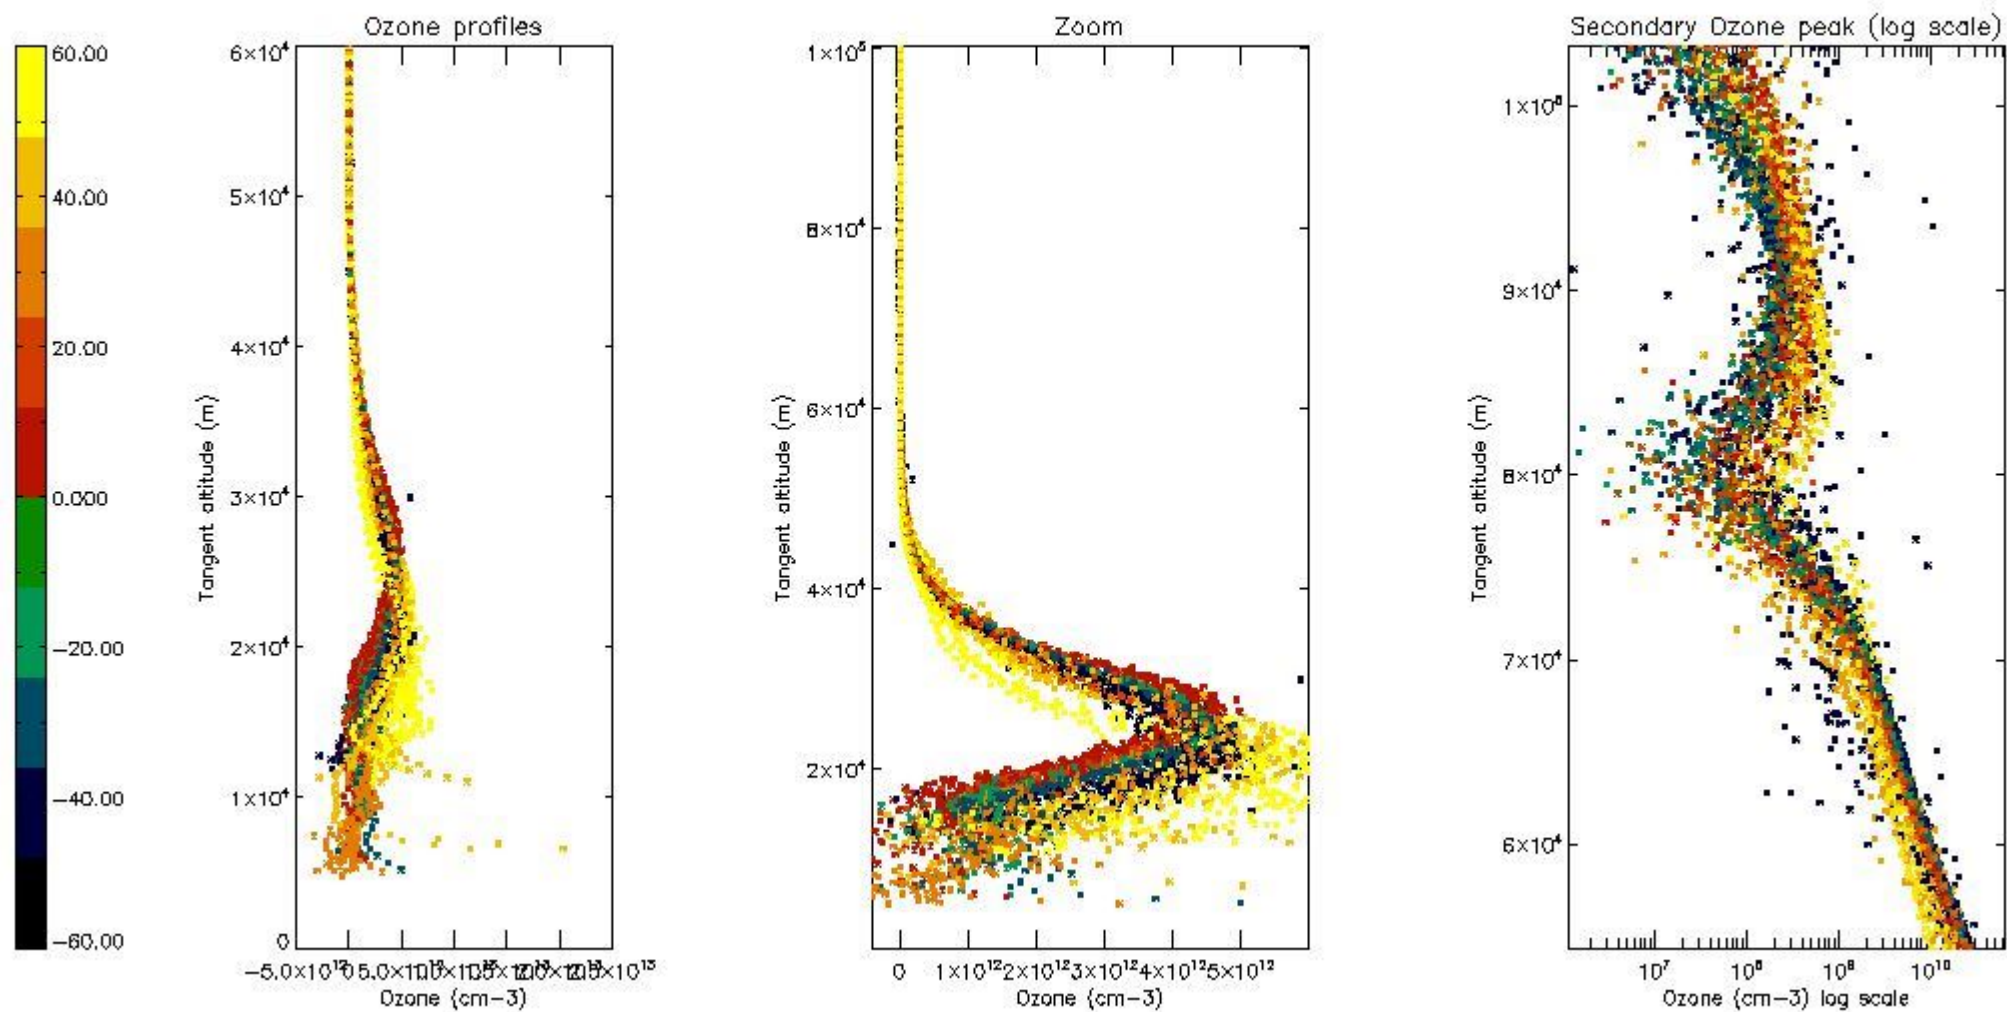 Ozone profiles
Zoom
Secondary Ozone peak (log scale)
60.00
40.00
20.00
0.000
−20.00
−40.00
−60.00
6×10⁴
5×10⁴
4×10⁴
3×10⁴
2×10⁴
1×10⁴
0
Tangent altitude (m)
Ozone (cm−3)
1×10⁵
8×10⁴
6×10⁴
4×10⁴
2×10⁴
Tangent altitude (m)
0 1×10¹² 2×10¹² 3×10¹² 4×10¹² 5×10¹²
Ozone (cm−3)
9×10⁴
8×10⁴
7×10⁴
6×10⁴
Tangent altitude (m)
10⁷ 10⁸ 10⁹ 10¹⁰
Ozone (cm−3) log scale